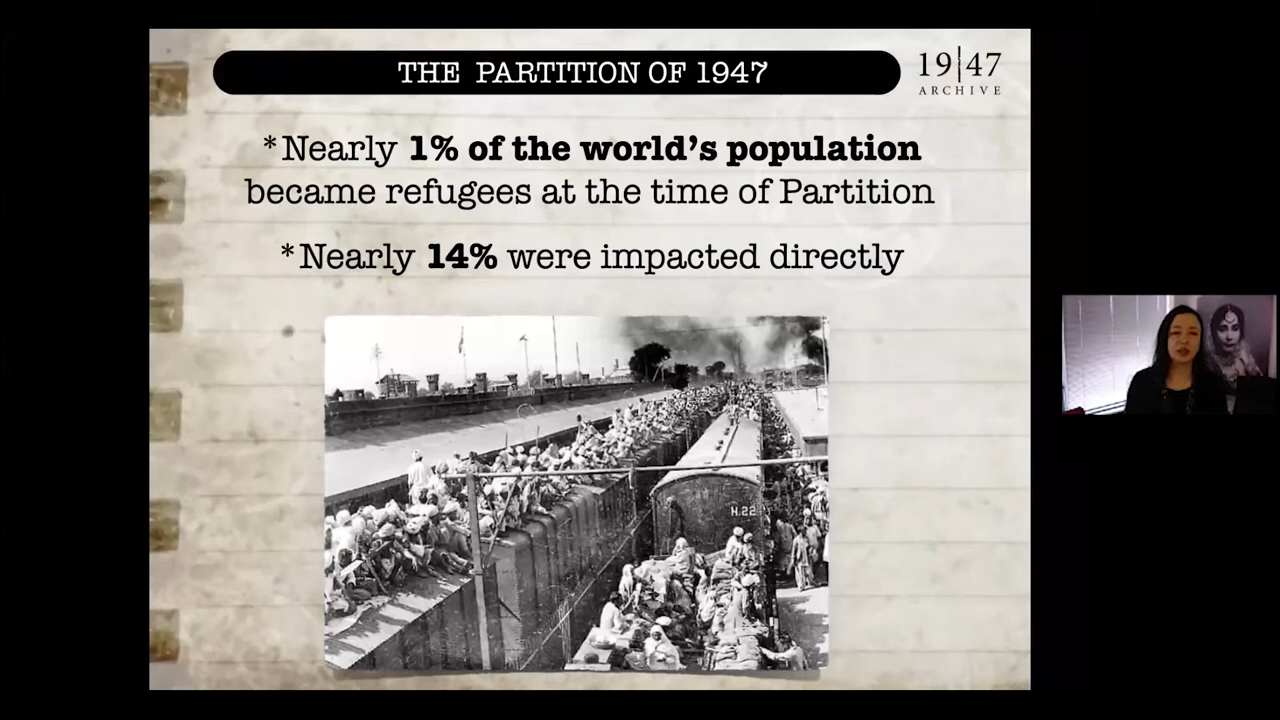 THE PARTITION OF 1947
19|47
ARCHIVE
*Nearly 1% of the world's population
became refugees at the time of Partition
*Nearly 14% were impacted directly
H.22